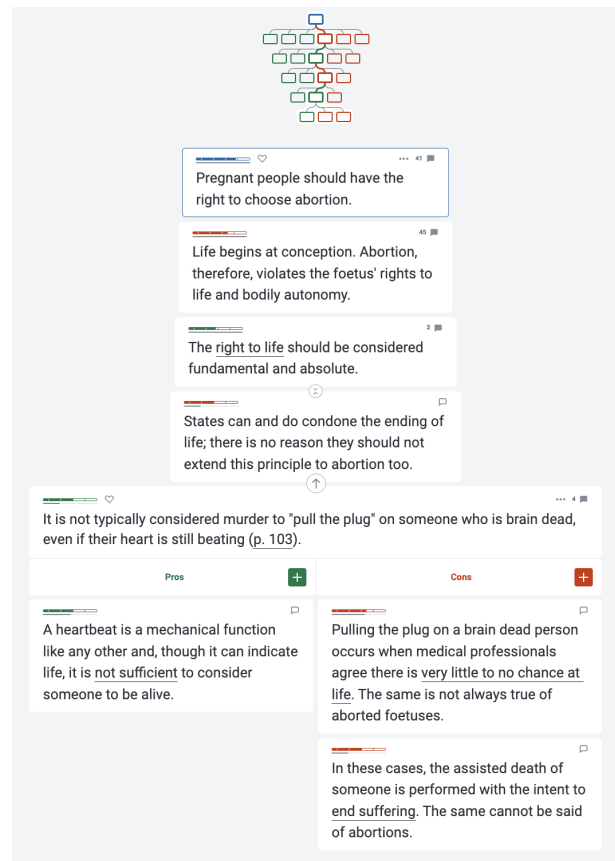 41
Pregnant people should have the
right to choose abortion.
45
Life begins at conception. Abortion,
therefore, violates the foetus' rights to
life and bodily autonomy.
2
The right to life should be considered
fundamental and absolute.
States can and do condone the ending of
life; there is no reason they should not
extend this principle to abortion too.
4
It is not typically considered murder to "pull the plug" on someone who is brain dead,
even if their heart is still beating (p. 103).
Pros
Cons
A heartbeat is a mechanical function
like any other and, though it can indicate
life, it is not sufficient to consider
someone to be alive.
Pulling the plug on a brain dead person
occurs when medical professionals
agree there is very little to no chance at
life. The same is not always true of
aborted foetuses.
In these cases, the assisted death of
someone is performed with the intent to
end suffering. The same cannot be said
of abortions.